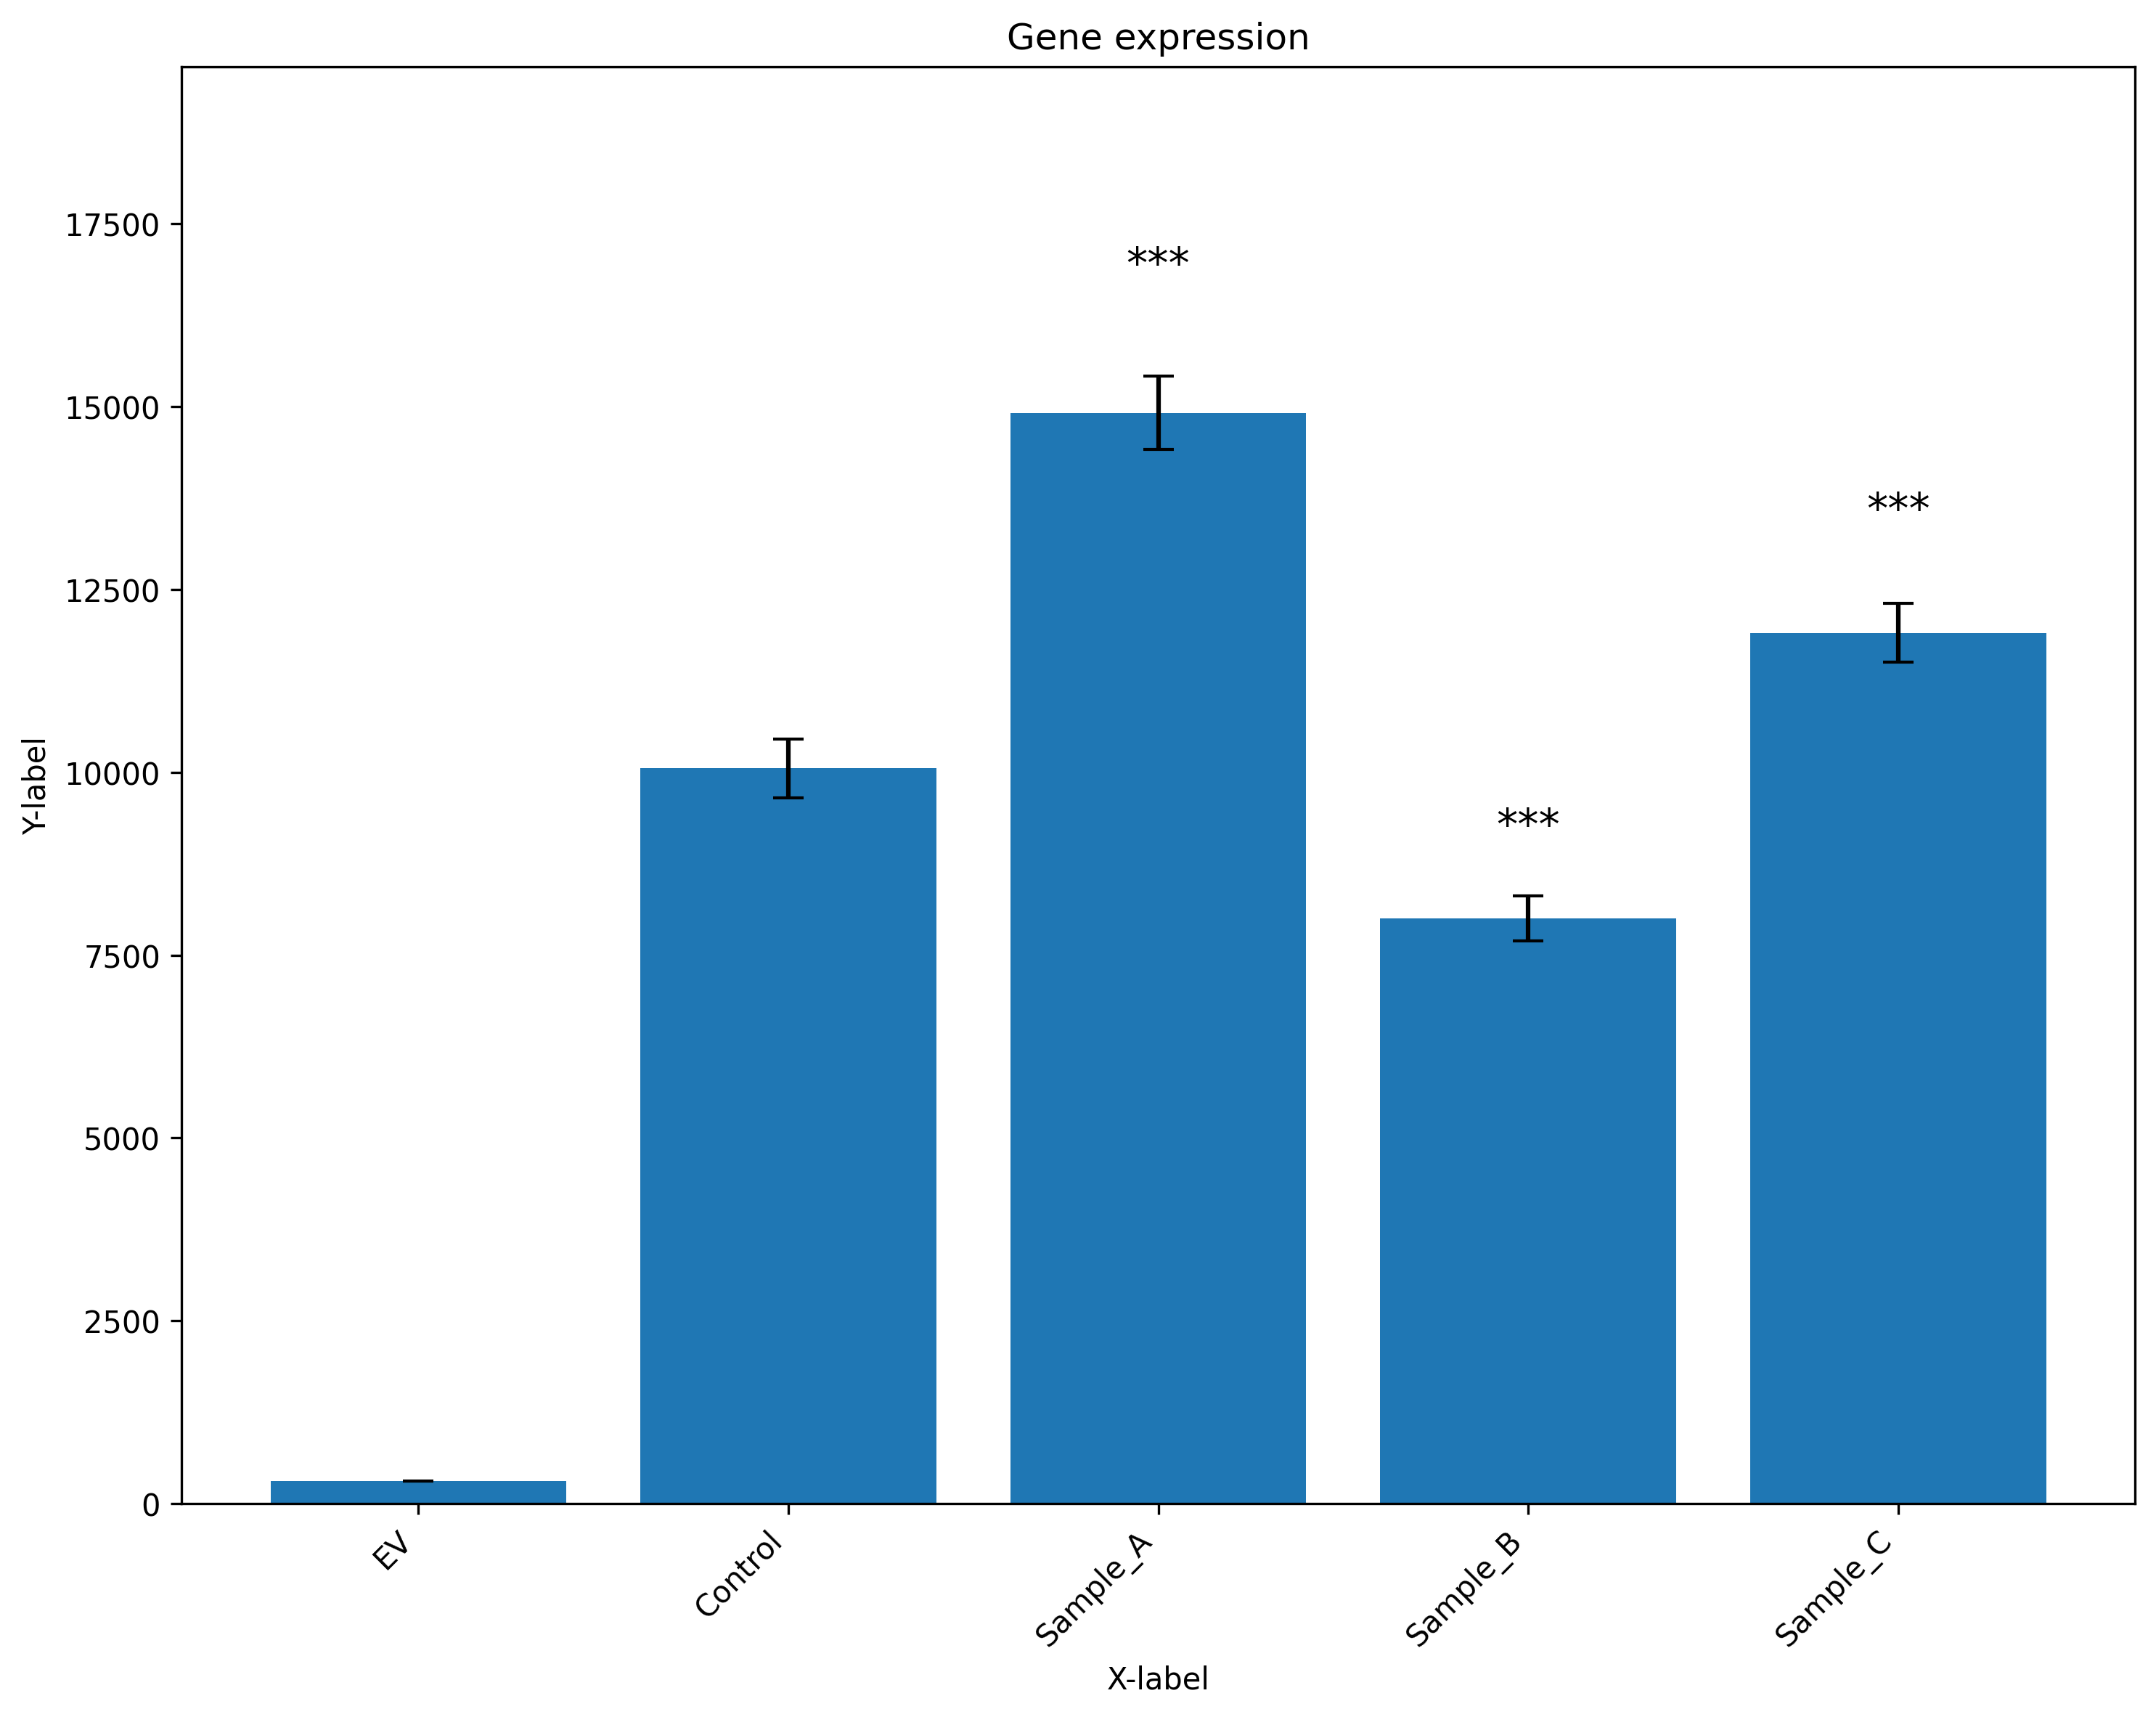 Gene expression
17500
15000
12500
10000
7500
5000
2500
0
Y-label
***
***
***
EV
Control
Sample_A
Sample_B
Sample_C
X-label